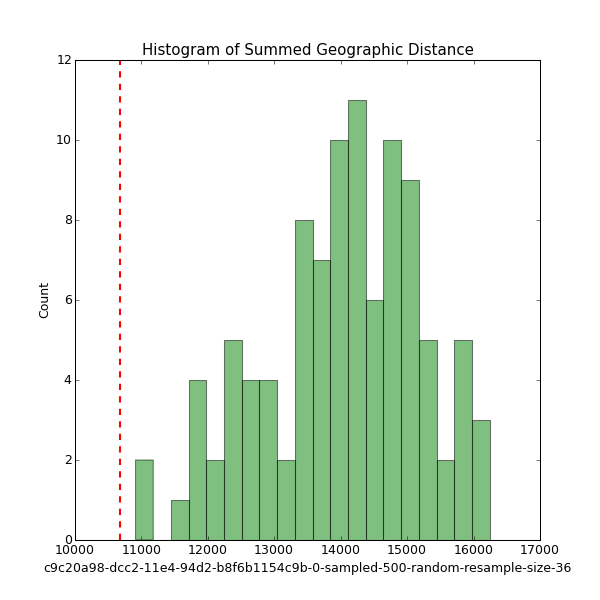 Histogram of Summed Geographic Distance
12
10
8
6
4
2
0
Count
10000 11000 12000 13000 14000 15000 16000 17000
c9c20a98-dcc2-11e4-94d2-b8f6b1154c9b-0-sampled-500-random-resample-size-36